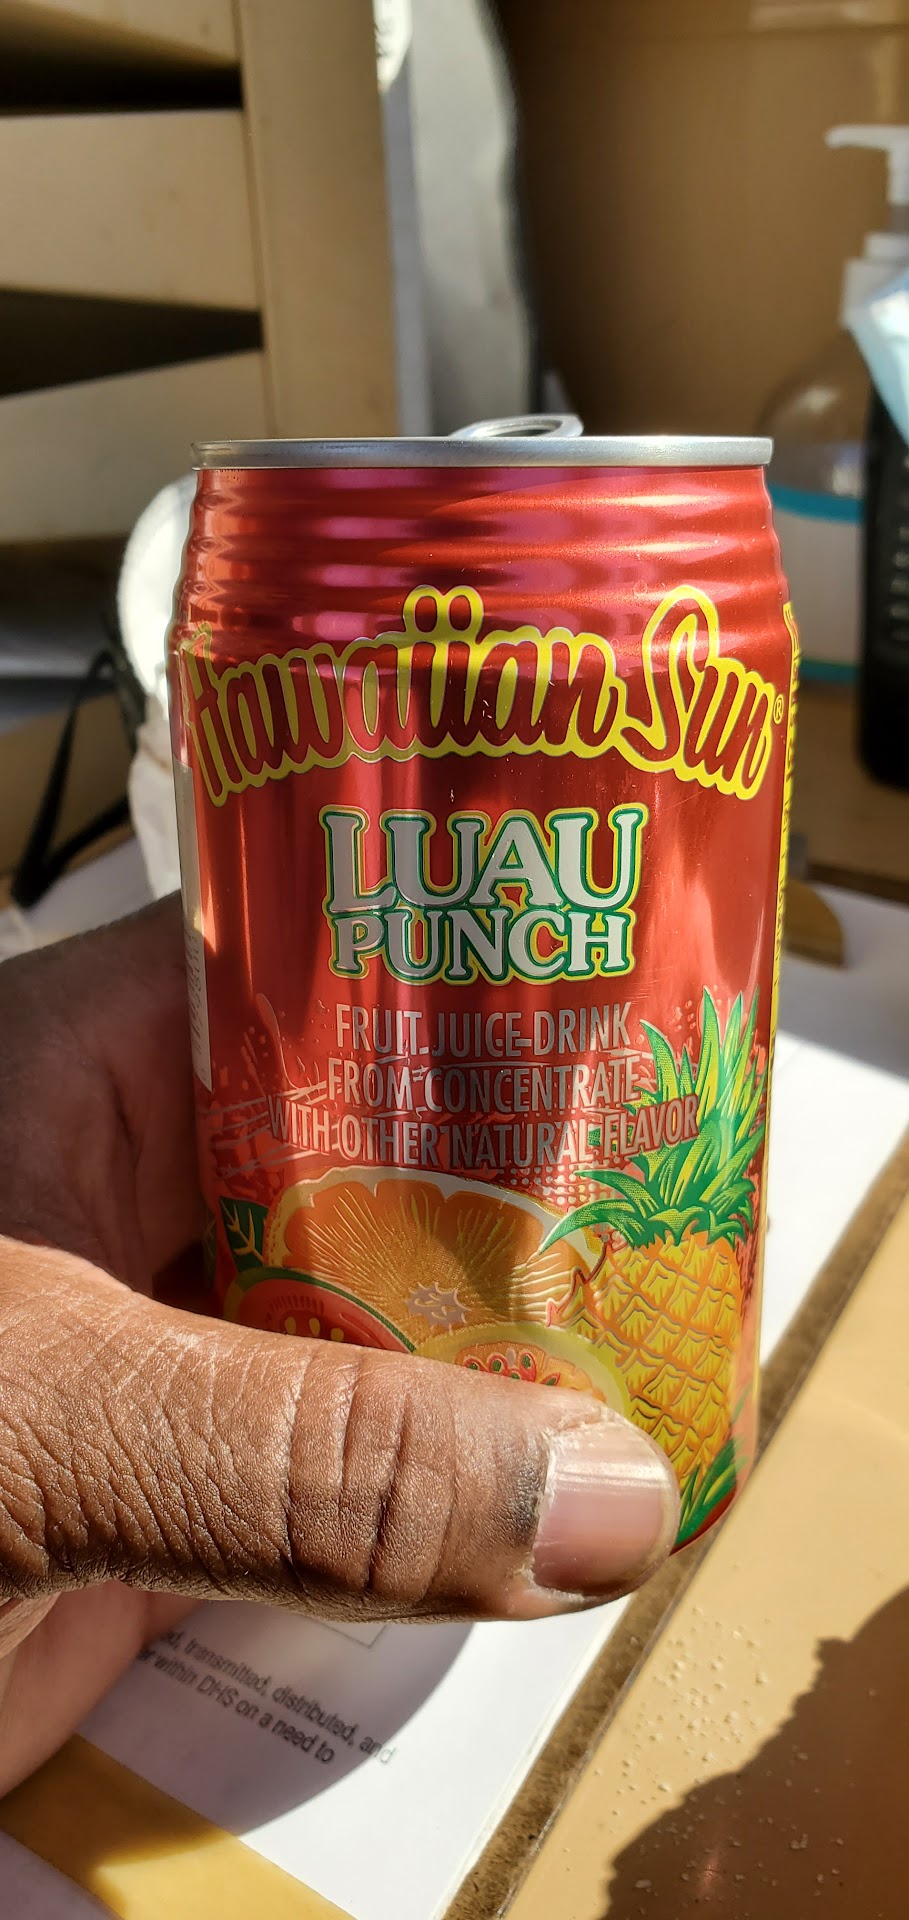 Hawaiian Sun®
LUAU
PUNCH
FRUIT JUICE DRINK
FROM CONCENTRATE
WITH OTHER NATURAL FLAVOR
transmitted, distributed, and
within DHS on a need to